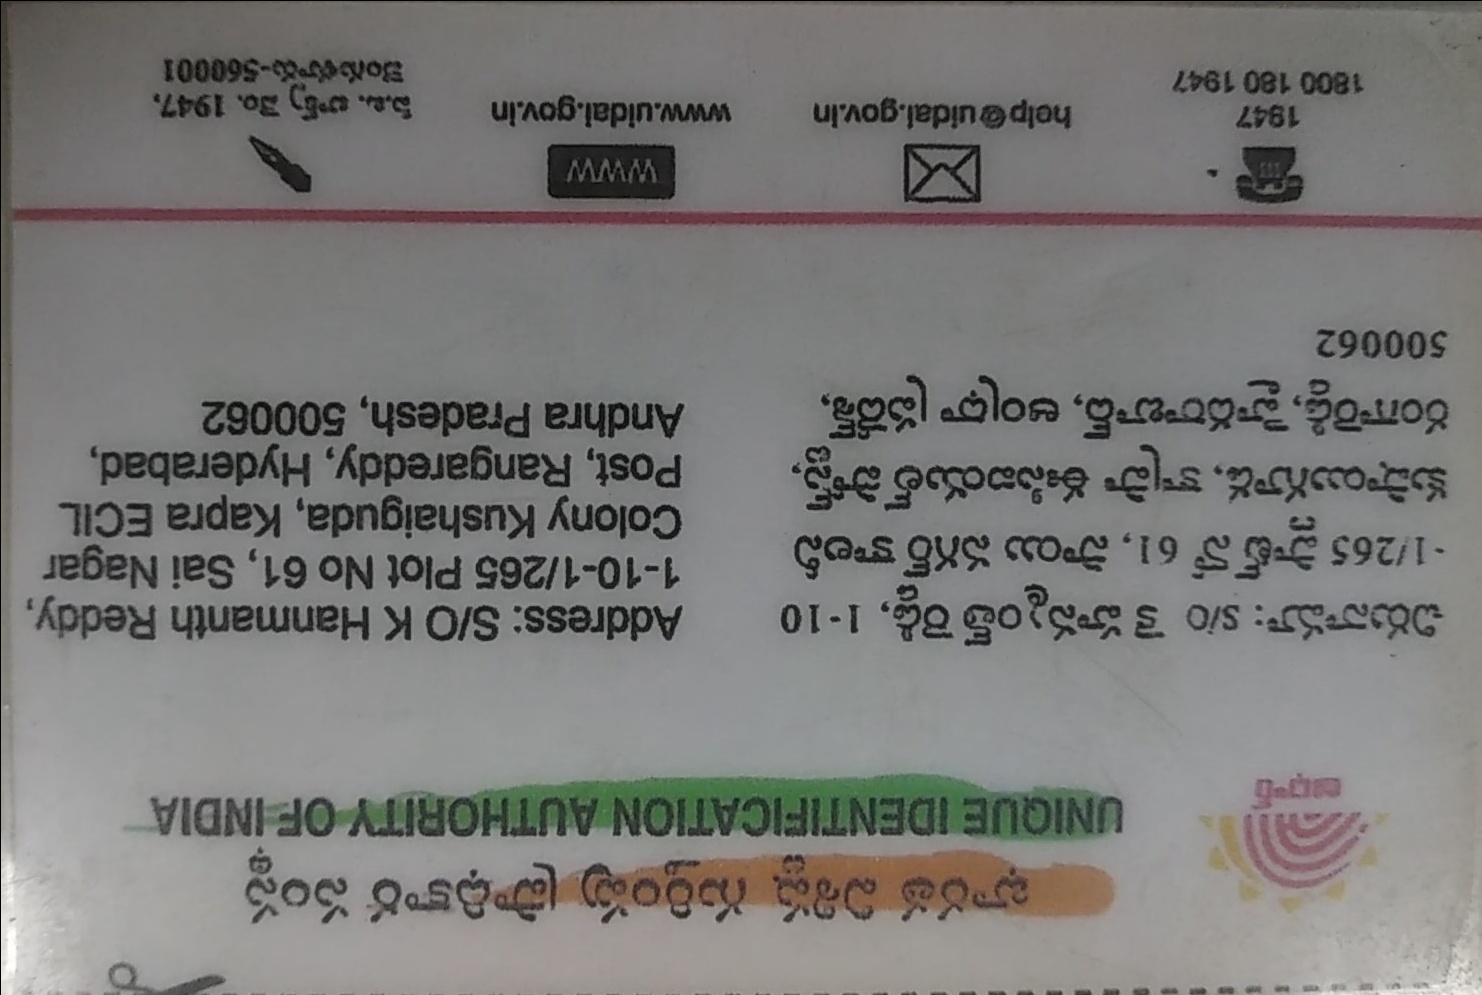 భారత విశిష్ట గుర్తింపు ప్రాధికార సంస్థ
UNIQUE IDENTIFICATION AUTHORITY OF INDIA
ఆధార్
చిరునామా: S/O కె హన్మంత్ రెడ్డి, 1-10
-1/265 ప్లాట్ నో 61, సాయి నగర్ కాలనీ
కుషాయిగూడ, కాప్రా ఈసిఐయల్ పోస్ట్,
రంగారెడ్డి, హైదరాబాద్, ఆంధ్రా ప్రదేశ్,
500062
Address: S/O K Hanmanth Reddy,
1-10-1/265 Plot No 61, Sai Nagar
Colony Kushaiguda, Kapra ECIL
Post, Rangareddy, Hyderabad,
Andhra Pradesh, 500062
1947
1800 180 1947
help@uidai.gov.in
WWW
www.uidai.gov.in
పి.ఒ. బాక్స్ నెం. 1947,
బెంగుళూరు-560001